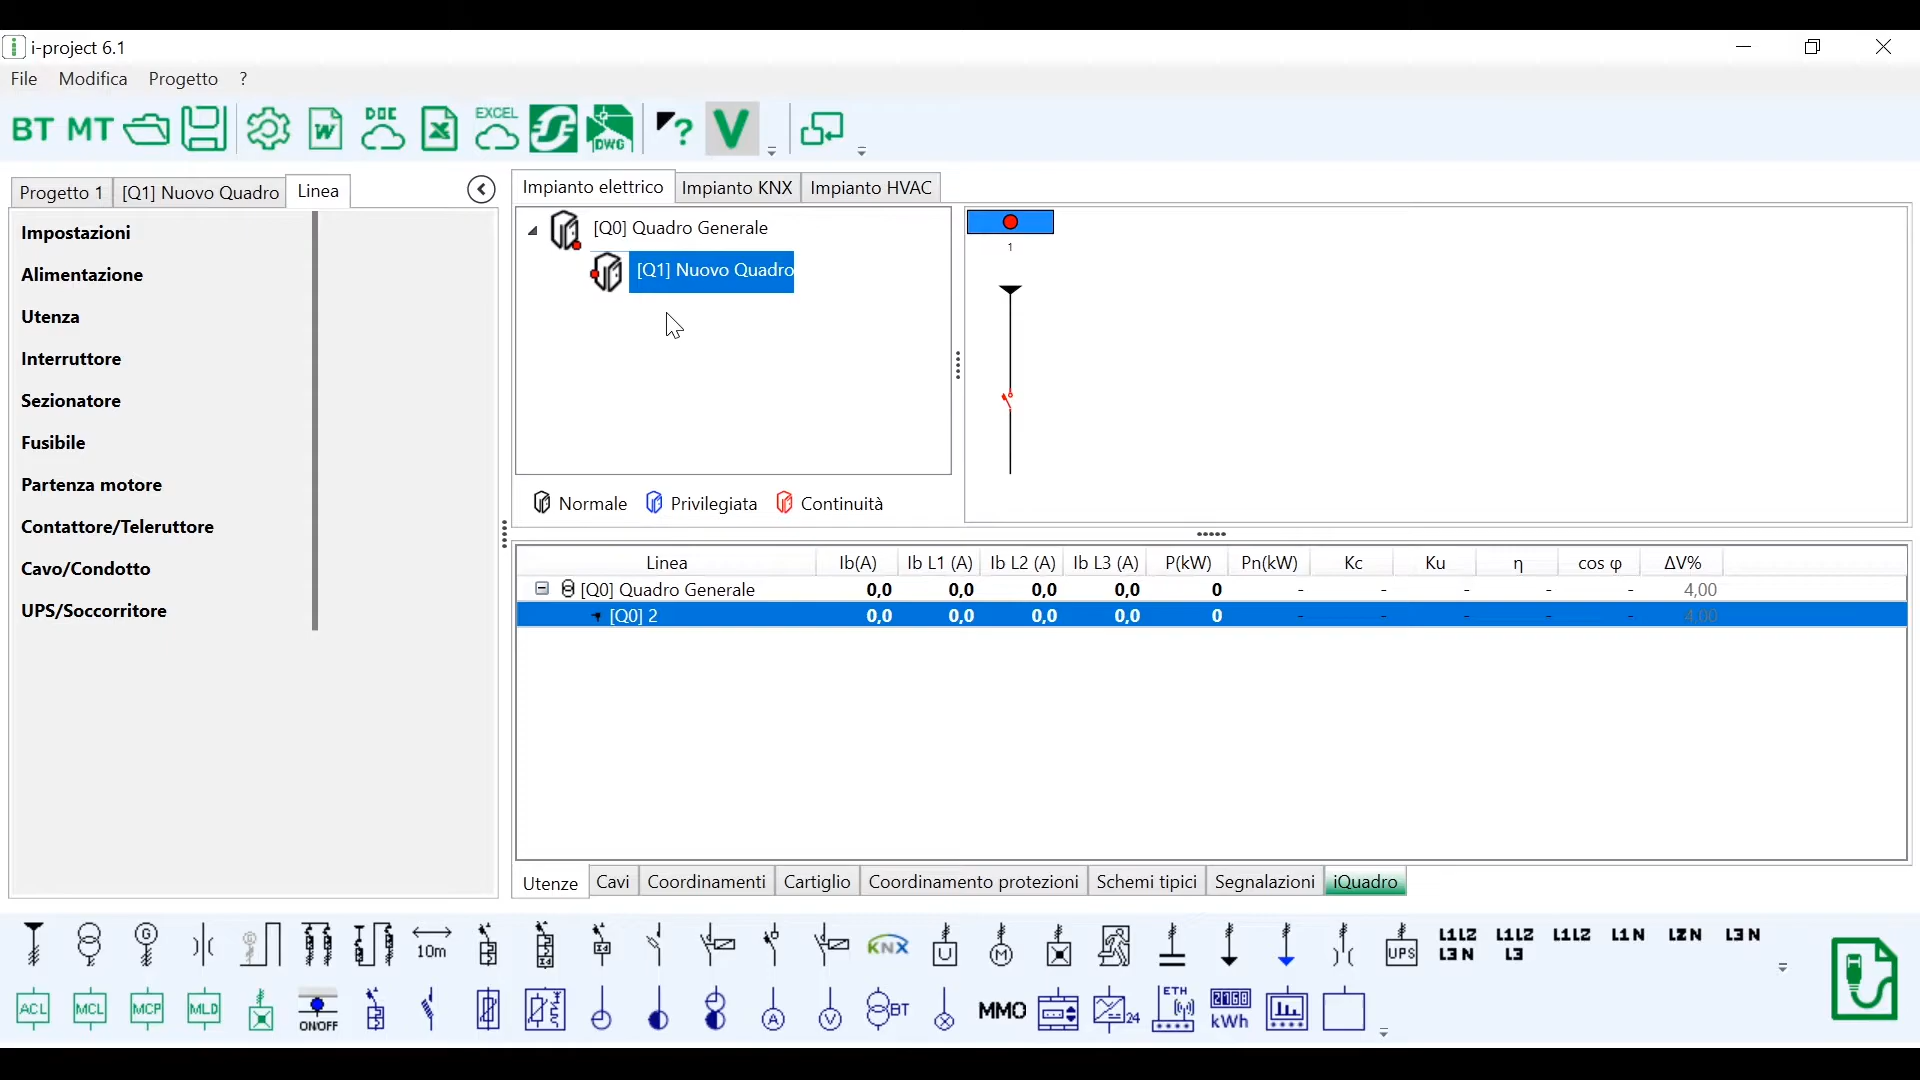 i-project 6.1
File Modifica Progetto ?
BT MT W DOC X EXCEL DWG ? V
Progetto 1 [Q1] Nuovo Quadro Linea
Impostazioni
Alimentazione
Utenza
Interruttore
Sezionatore
Fusibile
Partenza motore
Contattore/Teleruttore
Cavo/Condotto
UPS/Soccorritore
Impianto elettrico Impianto KNX Impianto HVAC
[Q0] Quadro Generale
[Q1] Nuovo Quadro
Normale Privilegiata Continuità
1
Linea Ib(A) Ib L1 (A) Ib L2 (A) Ib L3 (A) P(kW) Pn(kW) Kc Ku η cos φ ΔV%
[Q0] Quadro Generale 0,0 0,0 0,0 0,0 0 - - - - - 4,00
[Q0] 2 0,0 0,0 0,0 0,0 0 - - - - - 4,00
Utenze Cavi Coordinamenti Cartiglio Coordinamento protezioni Schemi tipici Segnalazioni iQuadro
G G 10m KNX U M UPS L1L2 L3N L1L2 L3 L1L2 L1N L2N L3N
ACL MCL MCP MLD ON/OFF A V BT MMO 24 ETH kWh